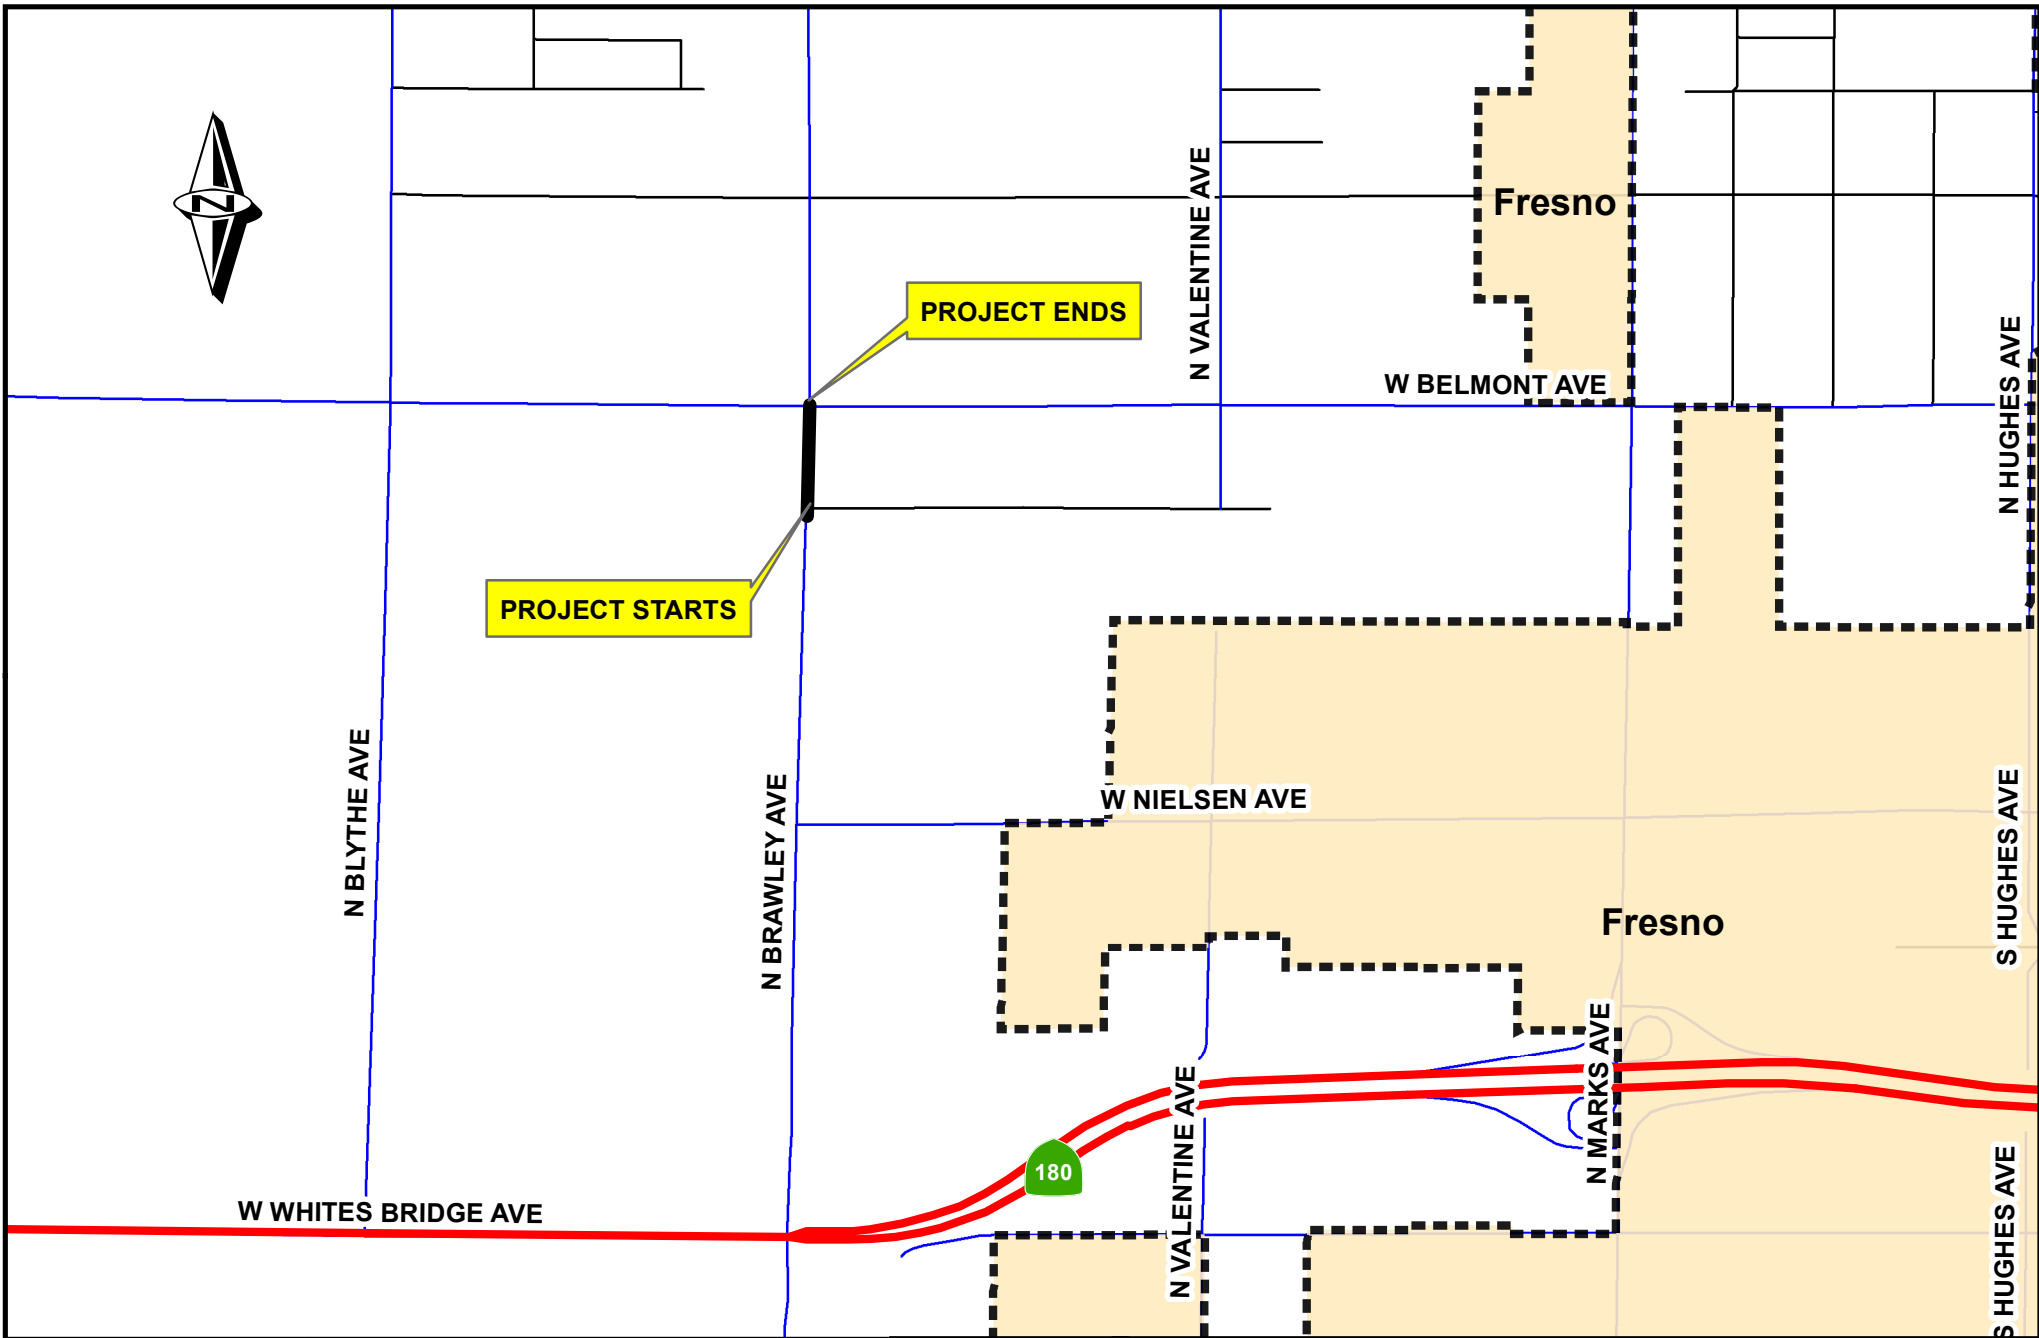 N
N VALENTINE AVE
Fresno
PROJECT ENDS
W BELMONT AVE
N HUGHES AVE
PROJECT STARTS
N BLYTHE AVE
N BRAWLEY AVE
W NIELSEN AVE
S HUGHES AVE
Fresno
N MARKS AVE
N VALENTINE AVE
180
W WHITES BRIDGE AVE
S HUGHES AVE